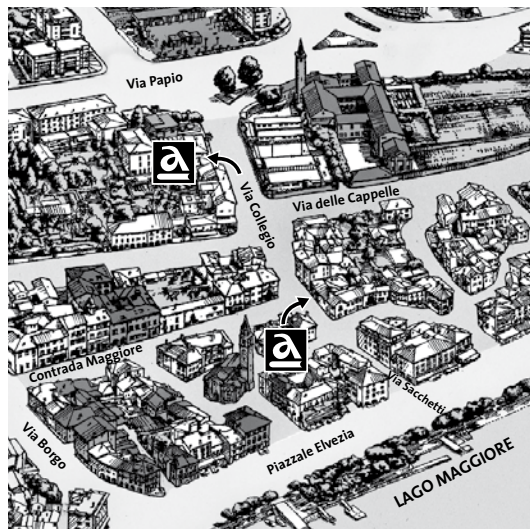 Via Papio
a
Via Collegio
Via delle Cappelle
a
Contrada Maggiore
Via Sacchetti
Via Borgo
Piazzale Elvezia
LAGO MAGGIORE